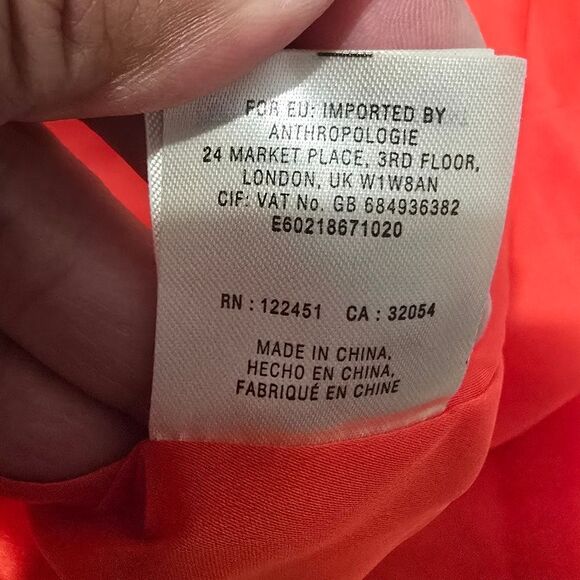 FOR EU: IMPORTED BY
ANTHROPOLOGIE
24 MARKET PLACE, 3RD FLOOR,
LONDON, UK W1W8AN
CIF: VAT No. GB 684936382
E60218671020
RN : 122451 CA : 32054
MADE IN CHINA,
HECHO EN CHINA,
FABRIQUÉ EN CHINE